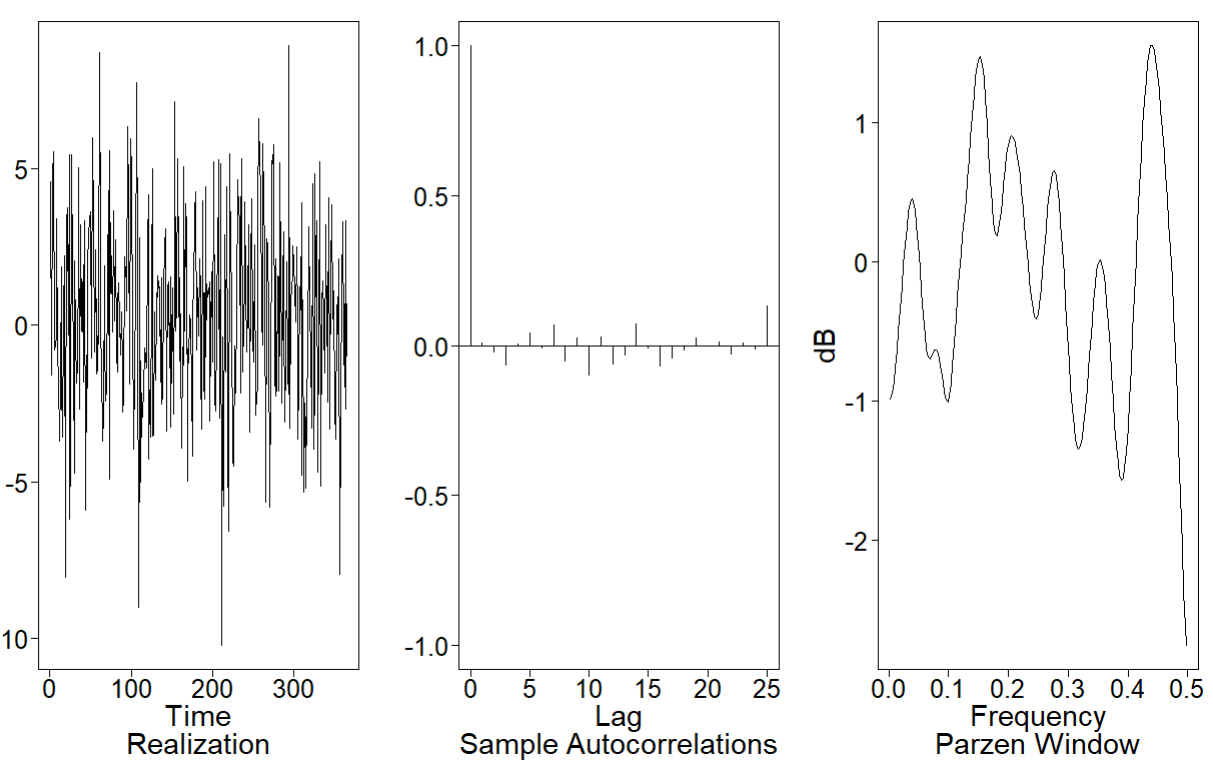 5
0
-5
10
0 100 200 300
Time
Realization
1.0
0.5
0.0
-0.5
-1.0
0 5 10 15 20 25
Lag
Sample Autocorrelations
dB
1
0
-1
-2
0.0 0.1 0.2 0.3 0.4 0.5
Frequency
Parzen Window